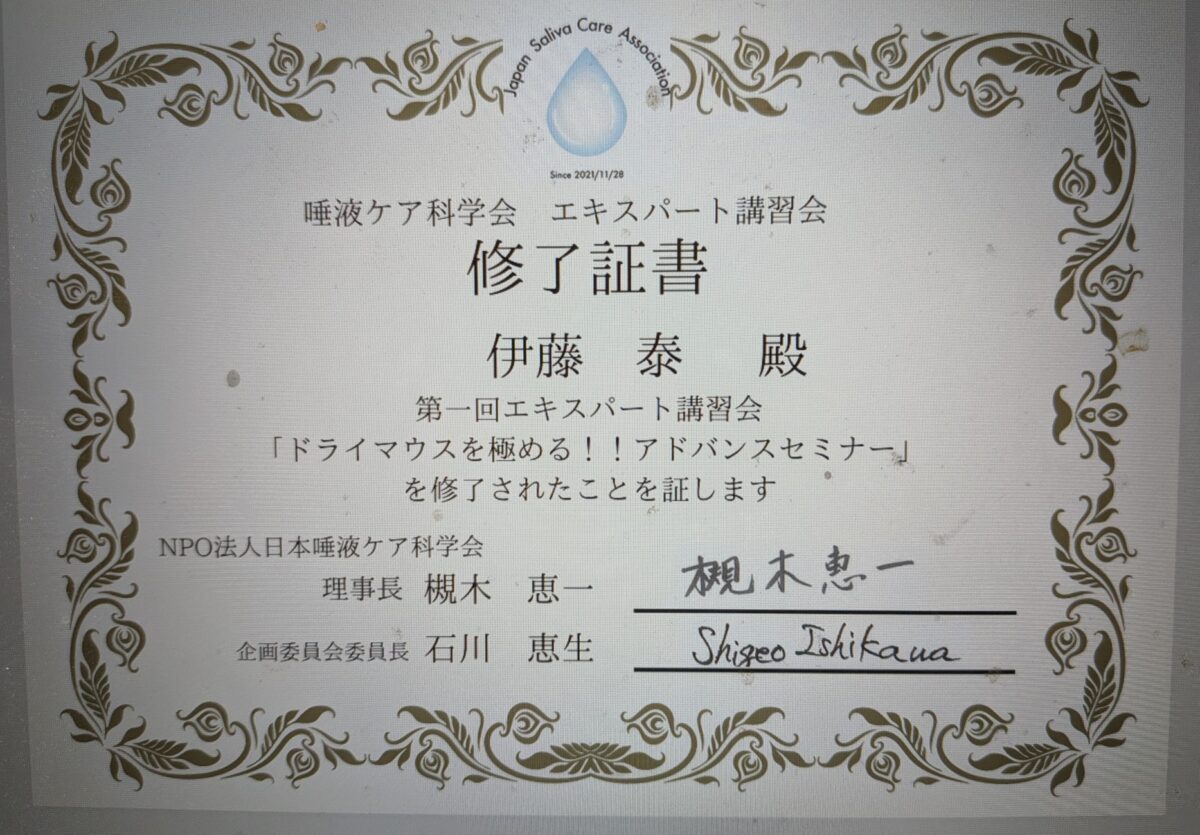 Japan Saliva Care Association
Since 2021/11/28
唾液ケア科学会　エキスパート講習会
修了証書
伊藤　泰　殿
第一回エキスパート講習会
「ドライマウスを極める！！アドバンスセミナー」
を修了されたことを証します
NPO法人日本唾液ケア科学会
理事長 槻木　恵一 槻木恵一
企画委員会委員長 石川　恵生 Shigeo Ishikawa